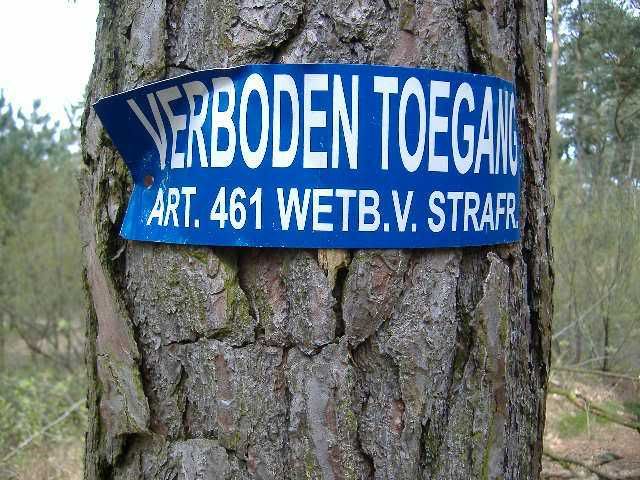 VERBODEN TOEGANG
ART. 461 WETB.V. STRAFR.